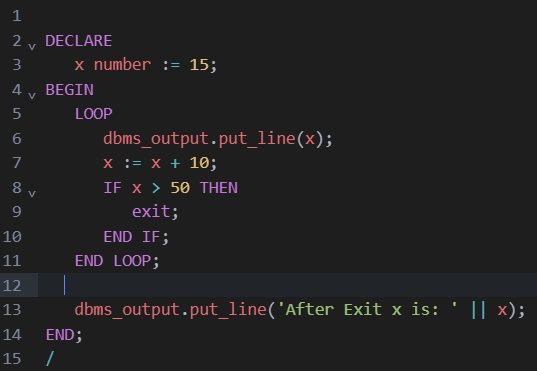 1
2 DECLARE
3    x number := 15;
4 BEGIN
5    LOOP
6       dbms_output.put_line(x);
7       x := x + 10;
8       IF x > 50 THEN
9          exit;
10       END IF;
11    END LOOP;
12
13    dbms_output.put_line('After Exit x is: ' || x);
14 END;
15 /